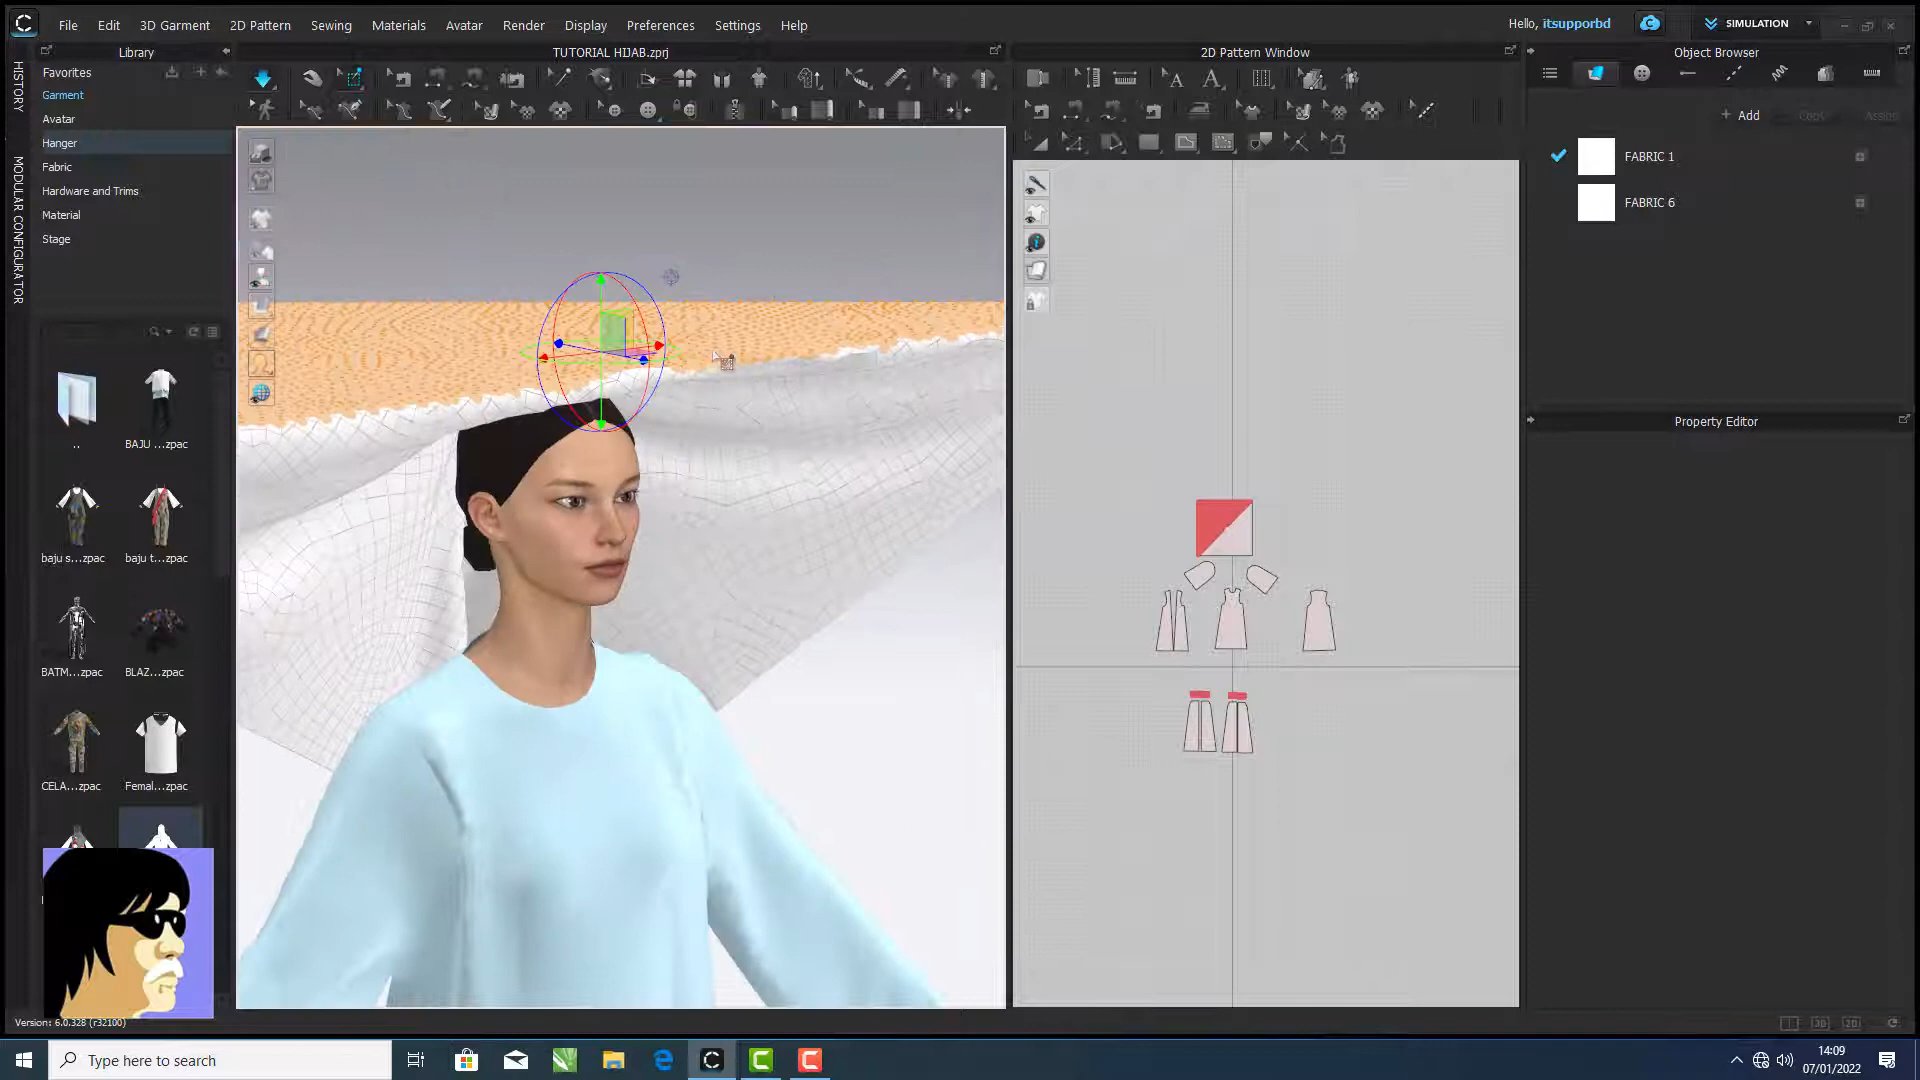 File Edit 3D Garment 2D Pattern Sewing Materials Avatar Render Display Preferences Settings Help
Hello, itsupporbd
SIMULATION
Library
TUTORIAL HIJAB.zprj
2D Pattern Window
Object Browser
HISTORY
MODULAR CONFIGURATOR
Favorites
Garment
Avatar
Hanger
Fabric
Hardware and Trims
Material
Stage
+ Add
Copy
Assign
FABRIC 1
FABRIC 6
Property Editor
..
BAJU ...zpac
baju s...zpac
baju t...zpac
BATM...zpac
BLAZ...zpac
CELA...zpac
Femal...zpac
Version: 6.0.328 (r32100)
Type here to search
14:09
07/01/2022